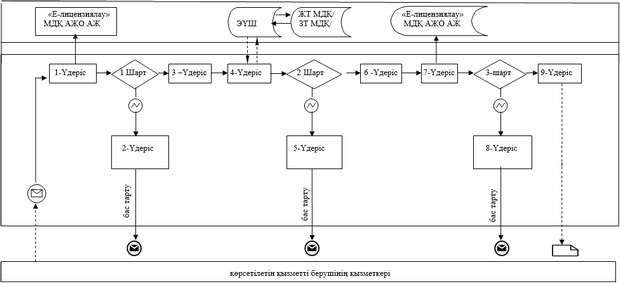 «Е-лицензиялау»
МДҚ АЖО АЖ
ЭҮШ
ЖТ МДҚ/
ЗТ МДҚ/
«Е-лицензиялау»
МДҚ АЖО АЖ
1-Үдеріс
1 Шарт
3 –Үдеріс
4-Үдеріс
2 Шарт
6 -Үдеріс
7-Үдеріс
3-шарт
9-Үдеріс
2-Үдеріс
5-Үдеріс
8-Үдеріс
бас тарту
бас тарту
бас тарту
көрсетілетін қызметті берушінің қызметкері